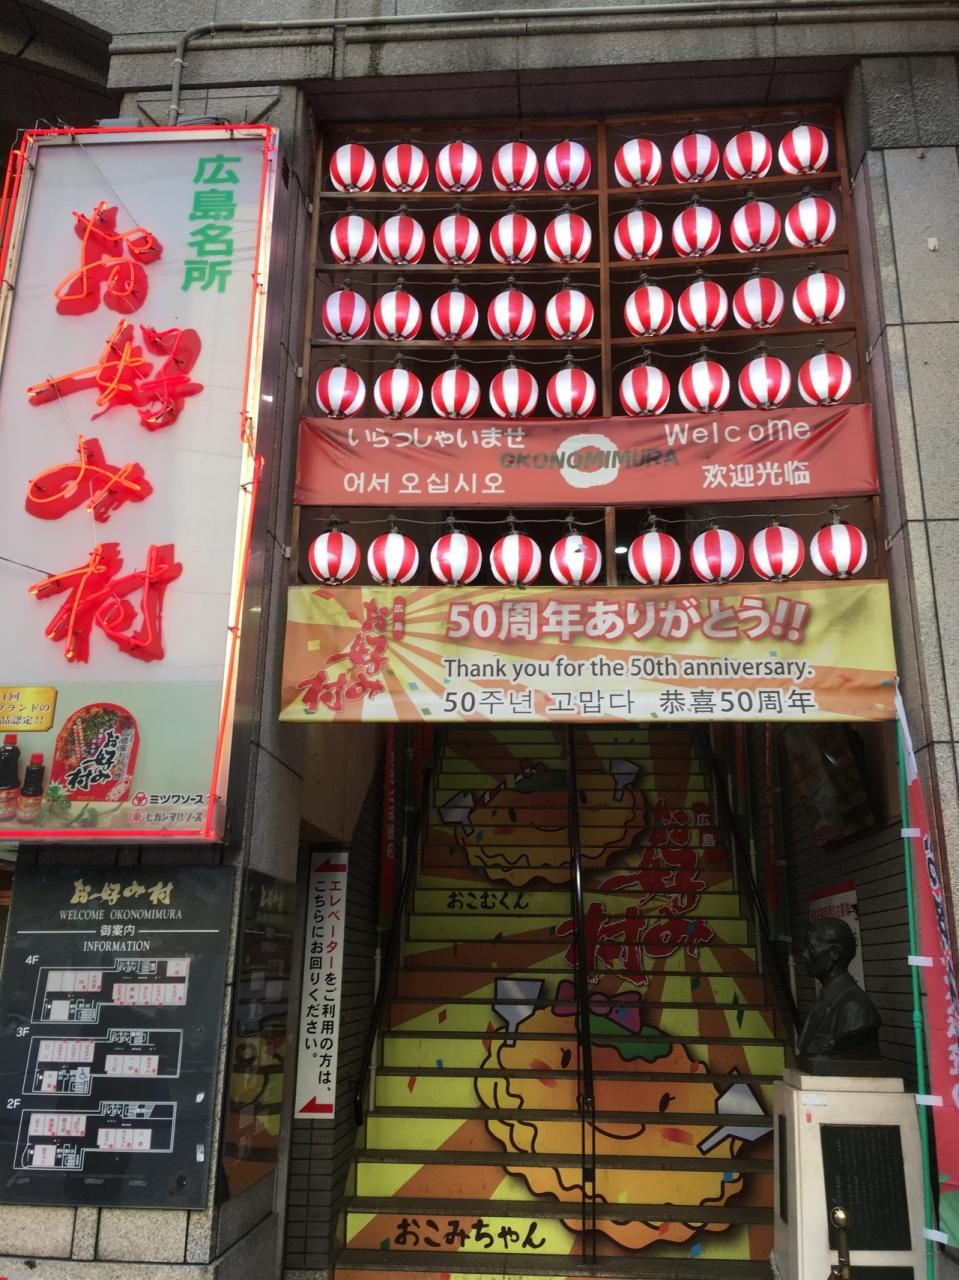 広島名所
お好み村
ミツワソース
ヒガシマルソース
いらっしゃいませ
Welcome
OKONOMIMURA
어서 오십시오
欢迎光临
広島
お好み村
50周年ありがとう!!
Thank you for the 50th anniversary.
50주년 고맙다 恭喜50周年
広島
お好み村
おこむくん
おこみちゃん
エレベーターをご利用の方は、
こちらにお回りください。
お好み村
WELCOME OKONOMIMURA
御案内
INFORMATION
4F
3F
2F